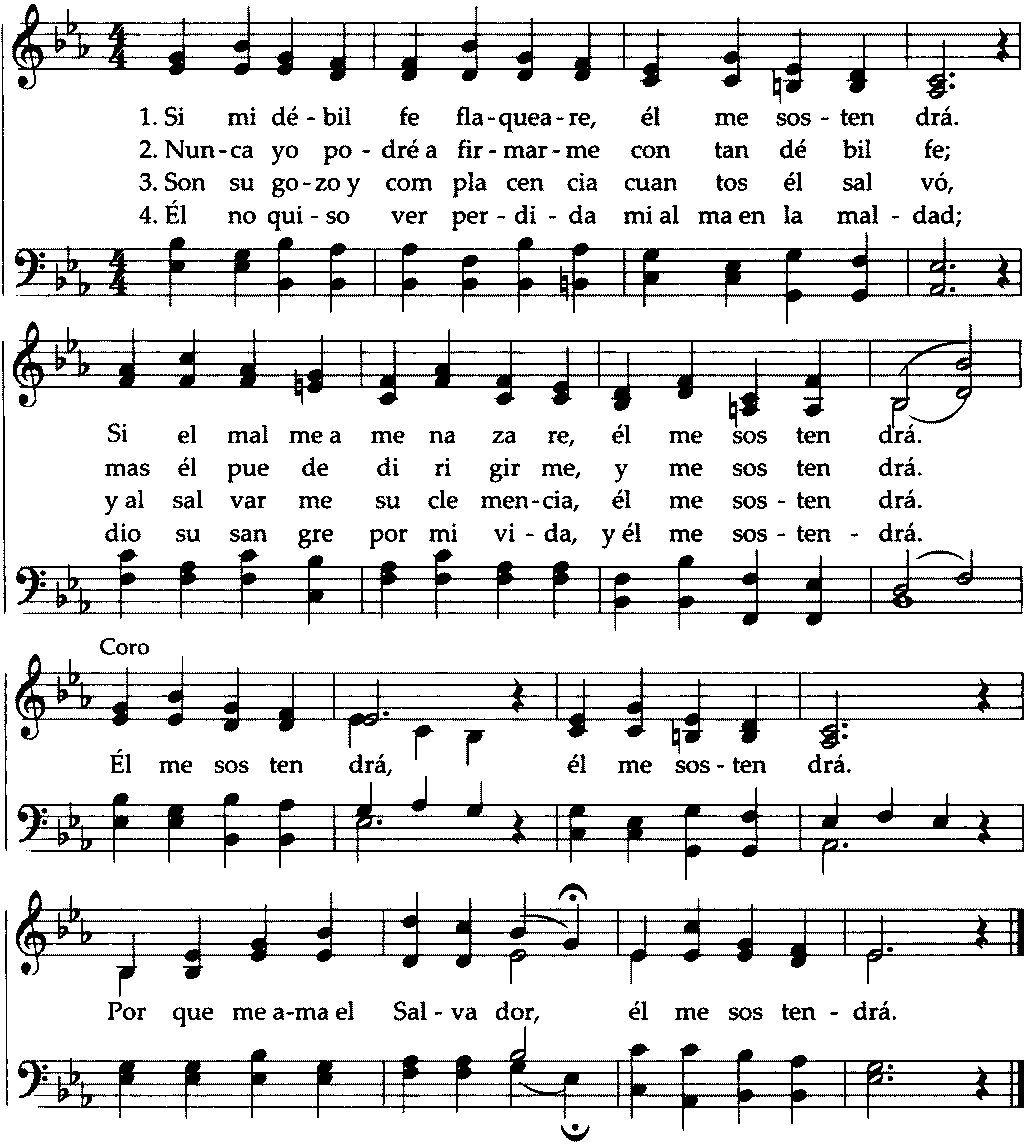 1. Si mi dé - bil fe fla-quea-re, él me sos - ten drá.
2. Nun-ca yo po - dré a fir-mar-me con tan dé bil fe;
3. Son su go-zo y com pla cen cia cuan tos él sal vó,
4. Él no qui - so ver per-di - da mi al ma en la mal - dad;
Si el mal me a me na za re, él me sos ten drá.
mas él pue de di ri gir me, y me sos ten drá.
y al sal var me su cle men-cia, él me sos - ten drá.
dio su san gre por mi vi - da, y él me sos - ten - drá.
Coro
Él me sos ten drá, él me sos - ten drá.
Por que me a-ma el Sal - va dor, él me sos ten - drá.